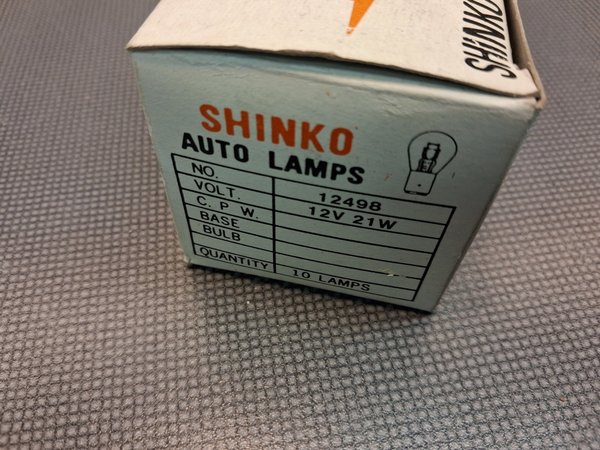 SHINKO
SHINKO
AUTO LAMPS
NO. 12498
VOLT. 12V 21W
C. P. W.
BASE
BULB
QUANTITY 10 LAMPS